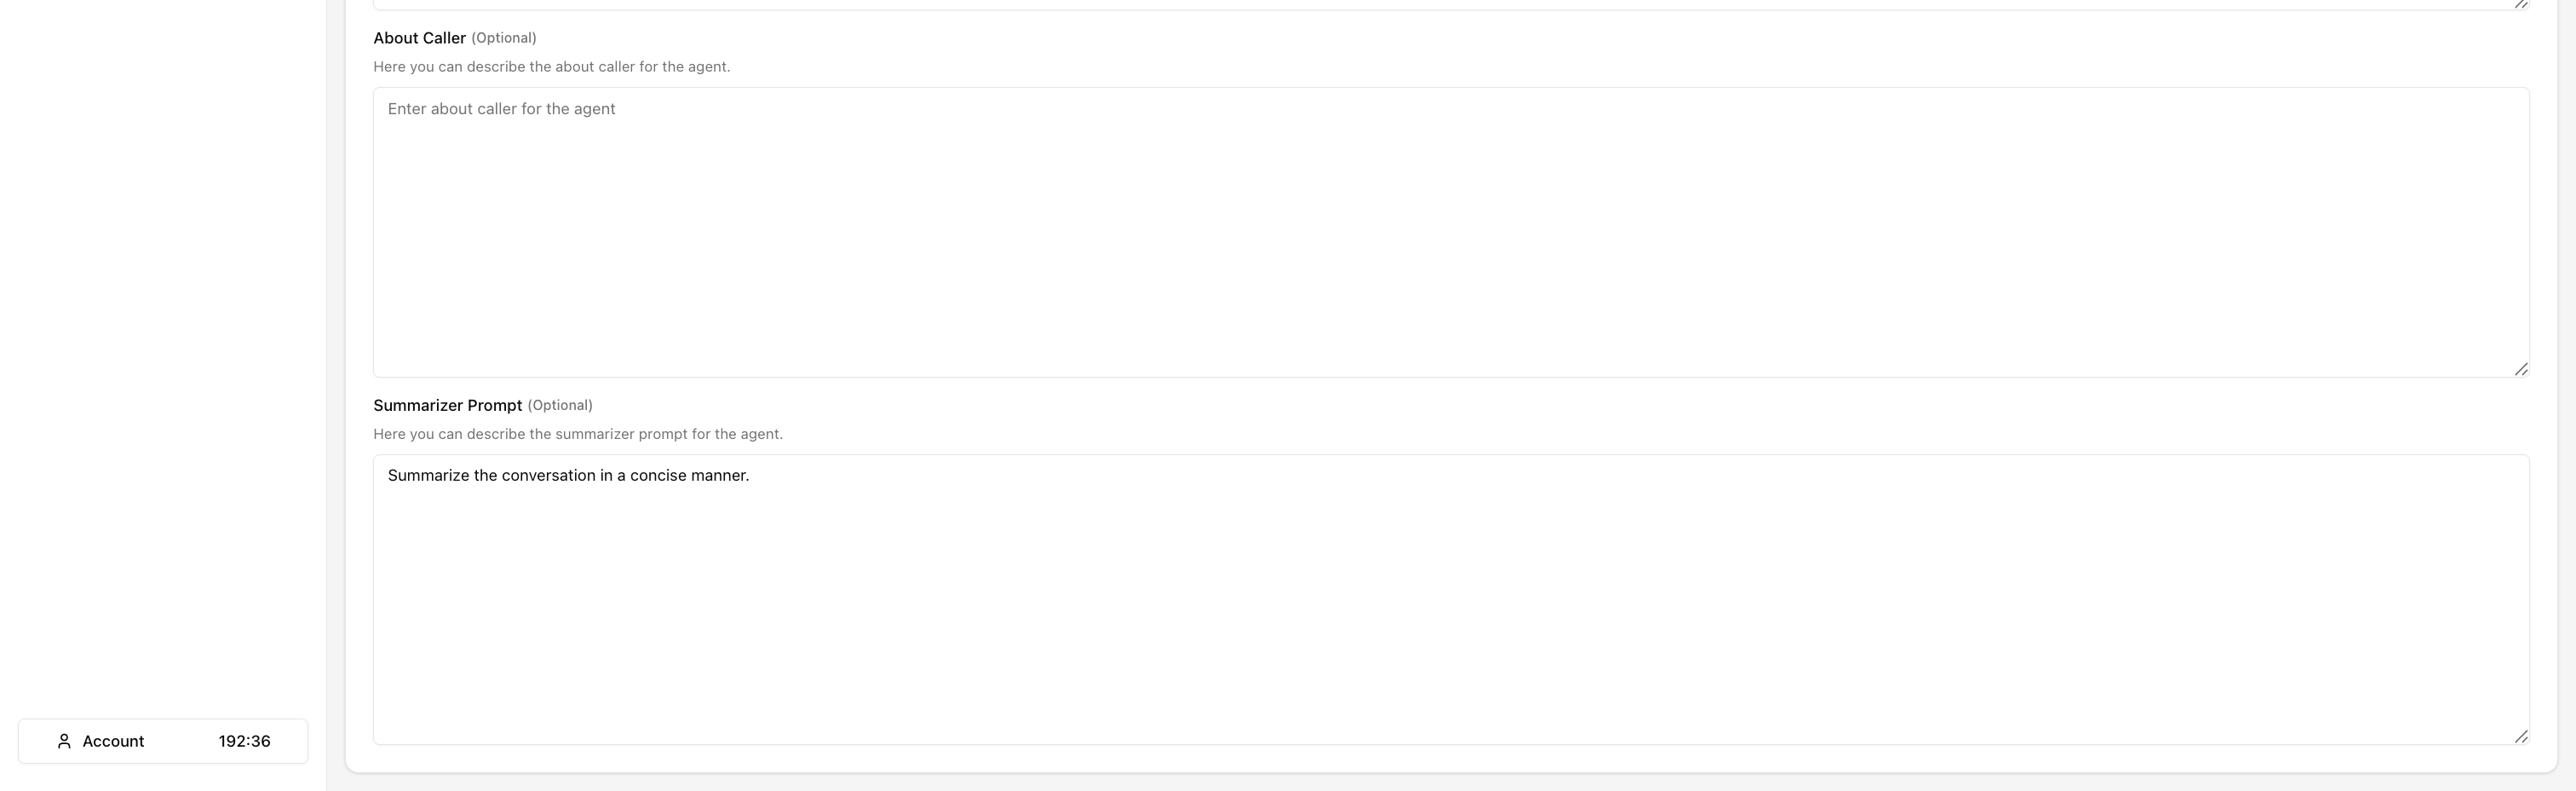 About Caller (Optional)
Here you can describe the about caller for the agent.
Enter about caller for the agent
Summarizer Prompt (Optional)
Here you can describe the summarizer prompt for the agent.
Summarize the conversation in a concise manner.
Account 192:36